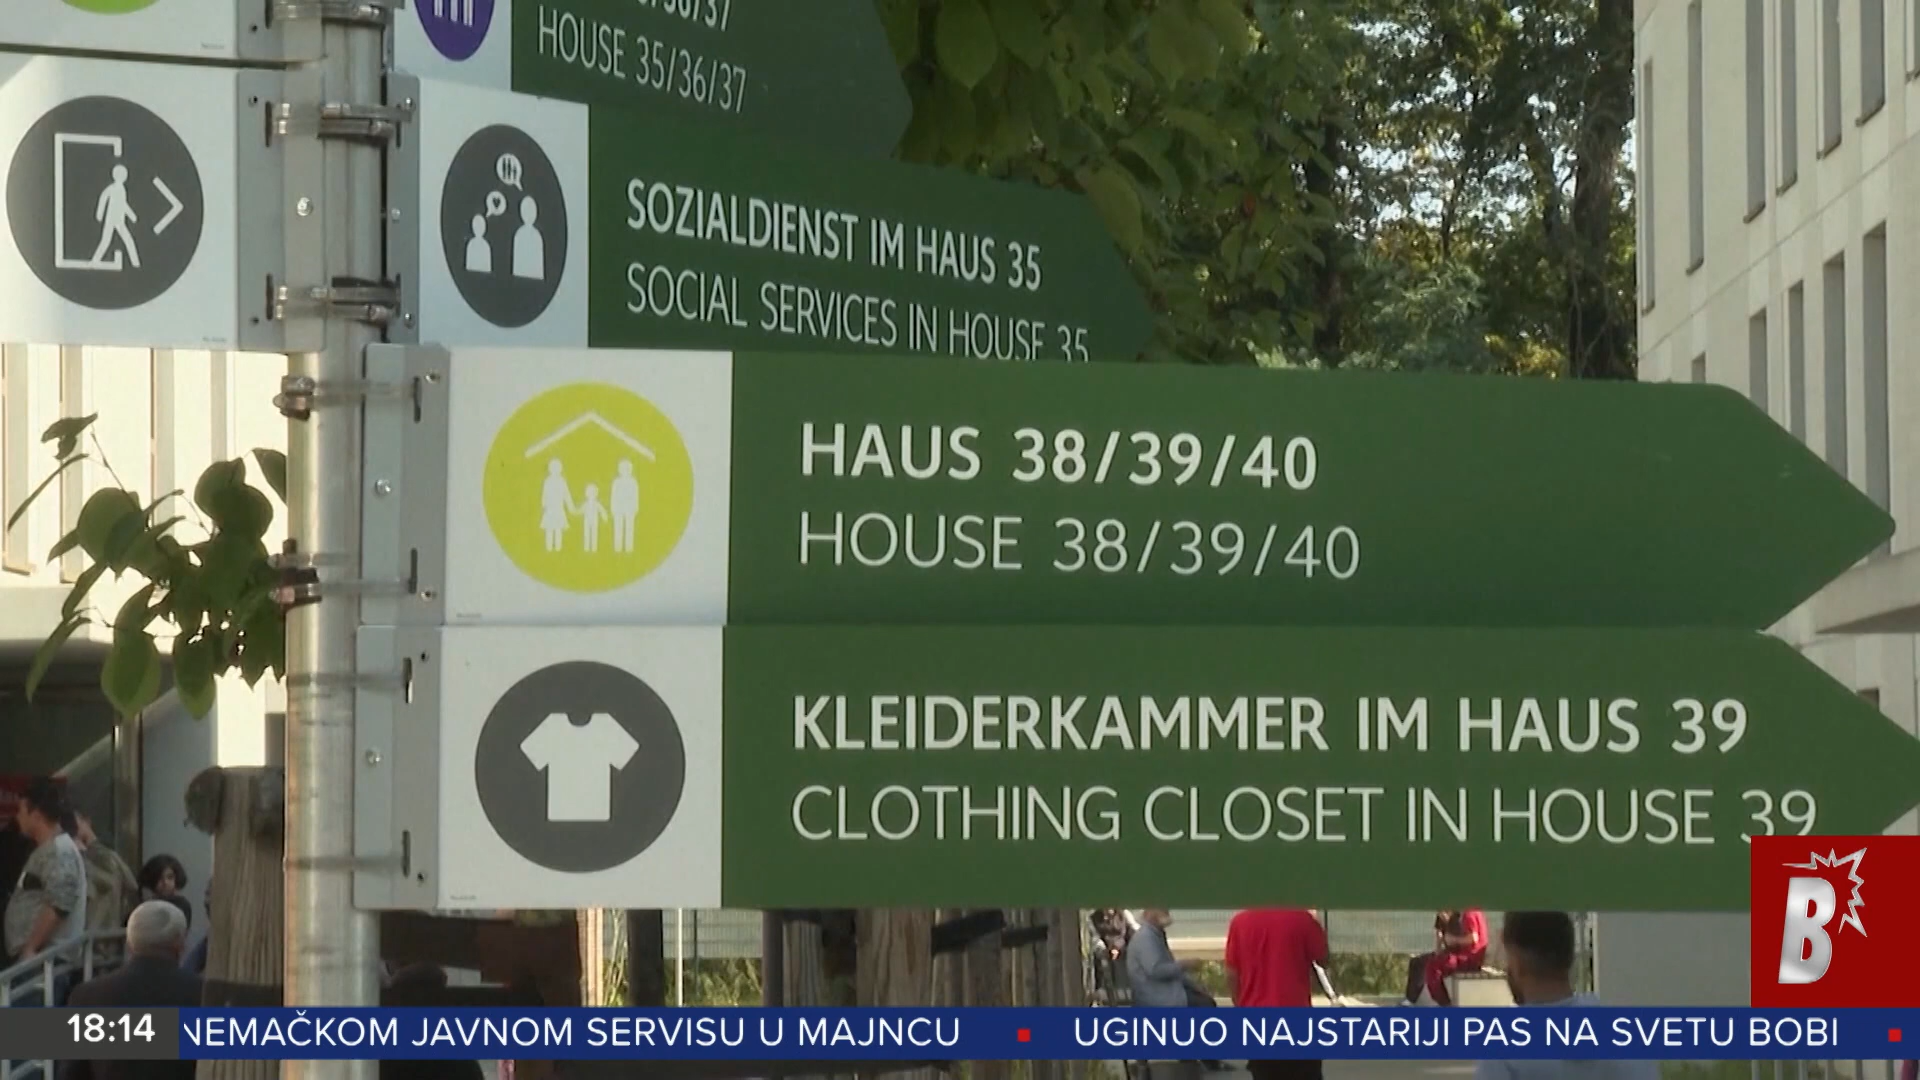 HOUSE 35/36/37
SOZIALDIENST IM HAUS 35
SOCIAL SERVICES IN HOUSE 35
HAUS 38/39/40
HOUSE 38/39/40
KLEIDERKAMMER IM HAUS 39
CLOTHING CLOSET IN HOUSE 39
B
18:14 NEMAČKOM JAVNOM SERVISU U MAJNCU ▪ UGINUO NAJSTARIJI PAS NA SVETU BOBI ▪